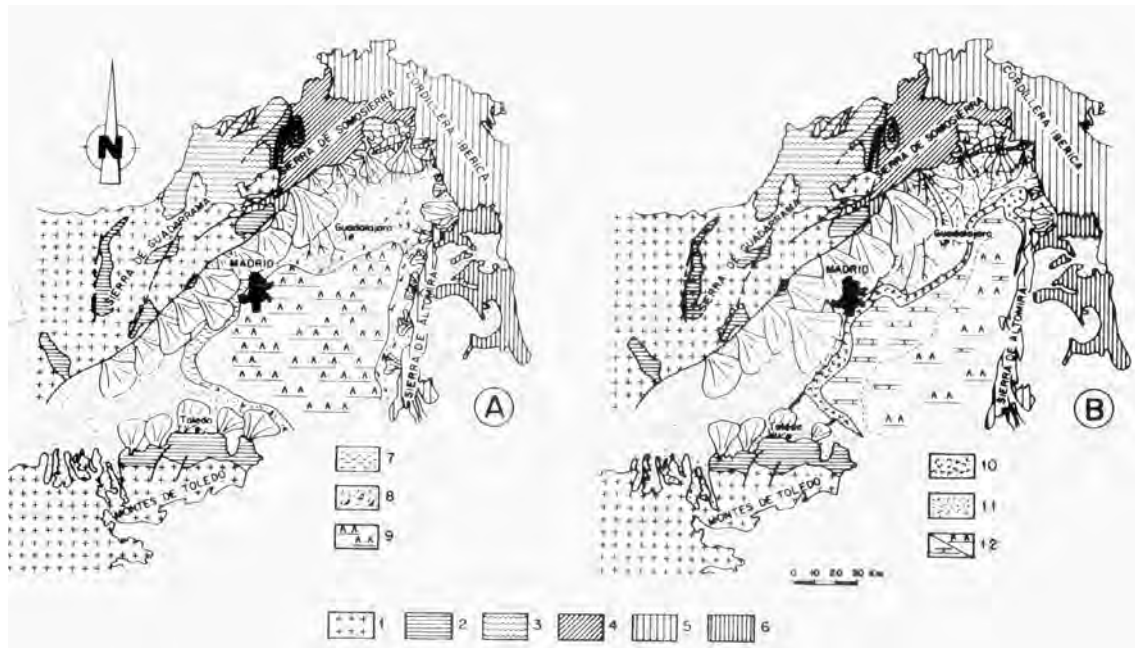 N
SIERRA DE GUADARRAMA
SIERRA DE SOMOSIERRA
CORDILLERA IBERICA
Guadalajara
MADRID
SIERRA DE ALTOMIRA
A
Toledo
MONTES DE TOLEDO
7
8
9
SIERRA DE GUADARRAMA
SIERRA DE SOMOSIERRA
CORDILLERA IBERICA
Guadalajara
MADRID
SIERRA DE ALTOMIRA
B
Toledo
MONTES DE TOLEDO
10
11
12
0 10 20 30 Km
1 2 3 4 5 6